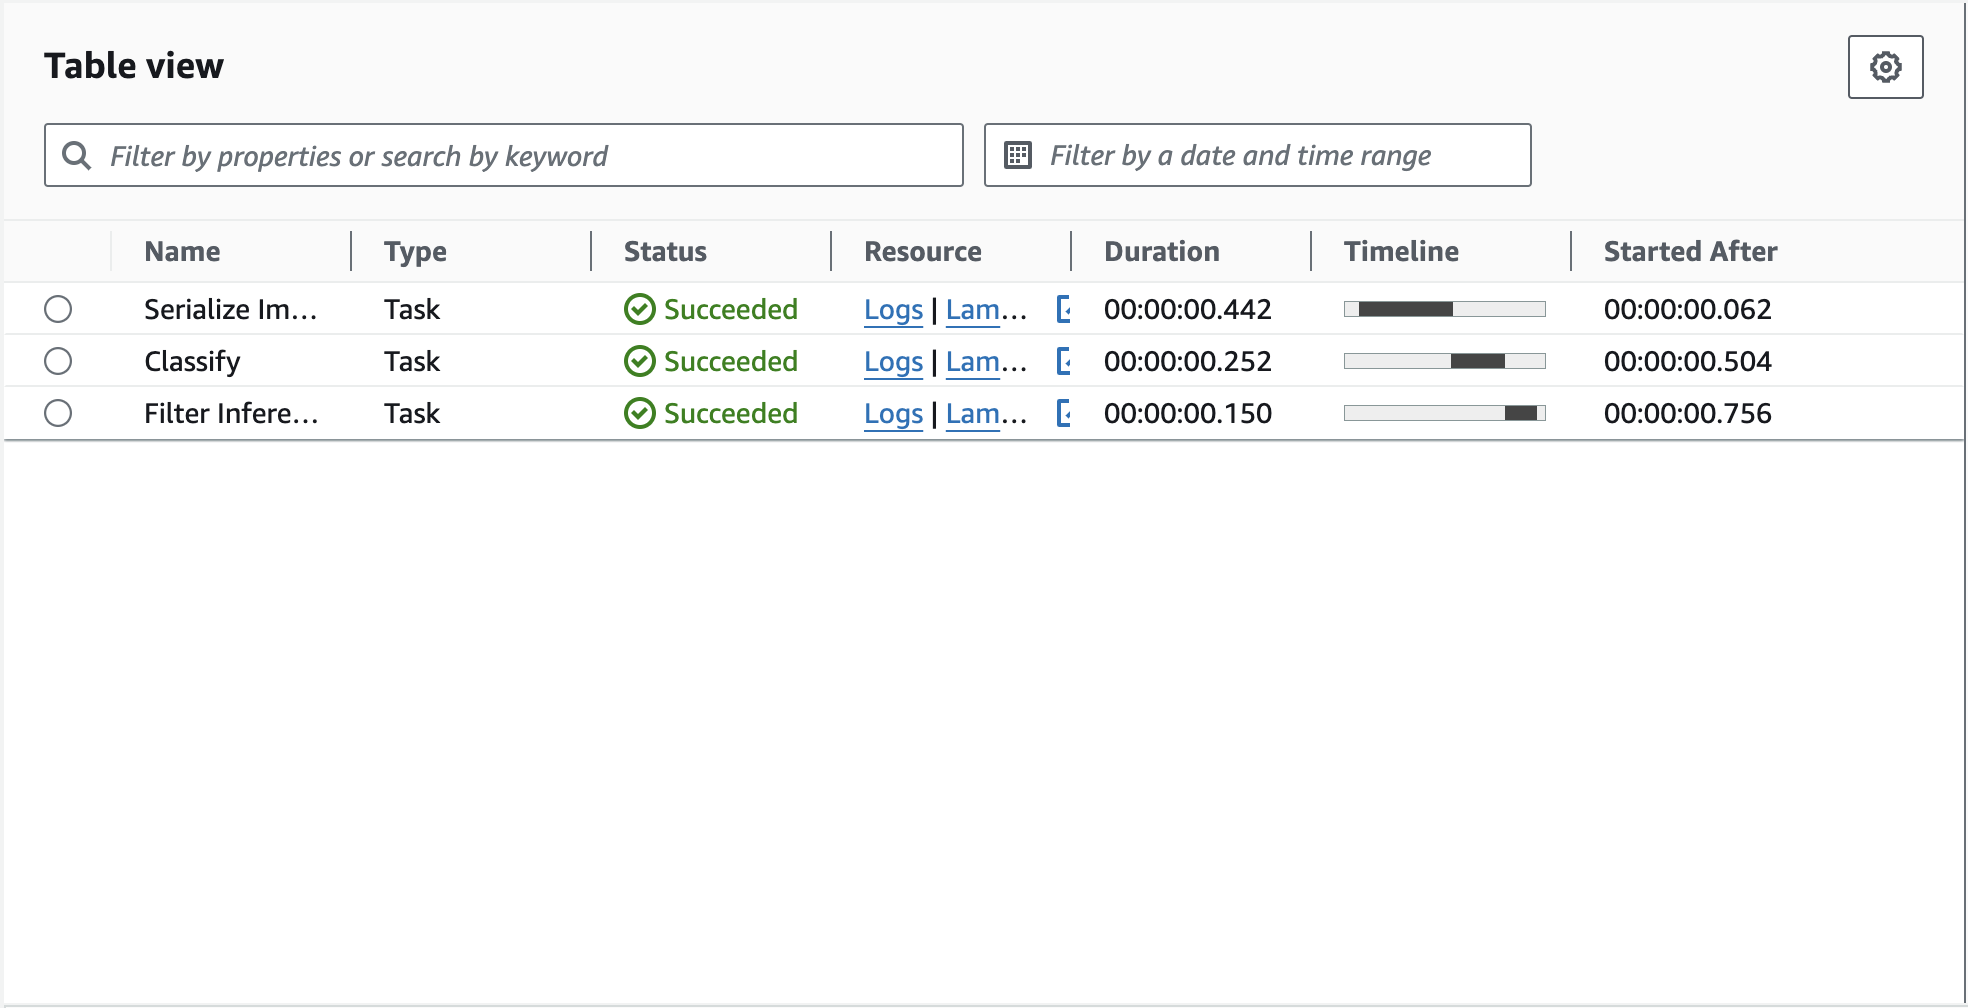 Table view
Filter by properties or search by keyword
Filter by a date and time range
Name Type Status Resource Duration Timeline Started After
Serialize Im... Task Succeeded Logs | Lam... 00:00:00.442 00:00:00.062
Classify Task Succeeded Logs | Lam... 00:00:00.252 00:00:00.504
Filter Infere... Task Succeeded Logs | Lam... 00:00:00.150 00:00:00.756